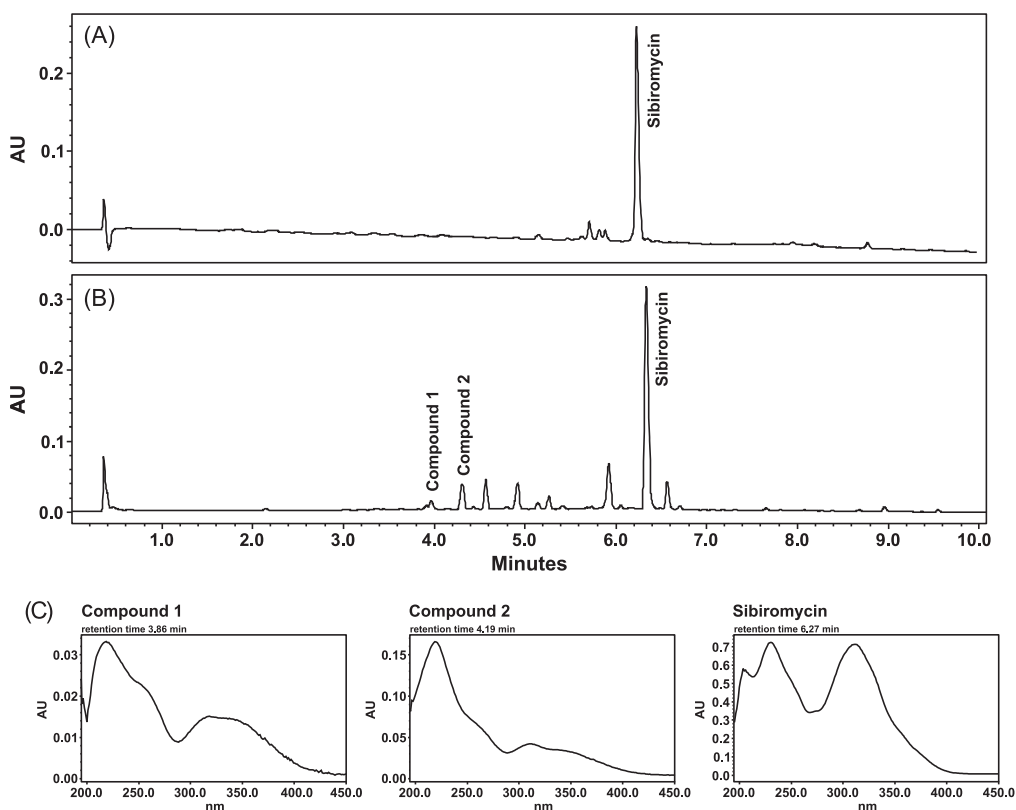 (A)
Sibiromycin
0.2
0.1
0.0
AU
(B)
Sibiromycin
Compound 1
Compound 2
0.3
0.2
0.1
0.0
AU
1.0 2.0 3.0 4.0 5.0 6.0 7.0 8.0 9.0 10.0
Minutes
(C)
Compound 1
retention time 3.86 min
0.03
0.02
0.01
0.00
AU
200.0 250.0 300.0 350.0 400.0 450.0
nm
Compound 2
retention time 4.19 min
0.15
0.10
0.05
0.00
AU
200.0 250.0 300.0 350.0 400.0 450.0
nm
Sibiromycin
retention time 6.27 min
0.7
0.6
0.5
0.4
0.3
0.2
0.1
0.0
AU
200.0 250.0 300.0 350.0 400.0 450.0
nm